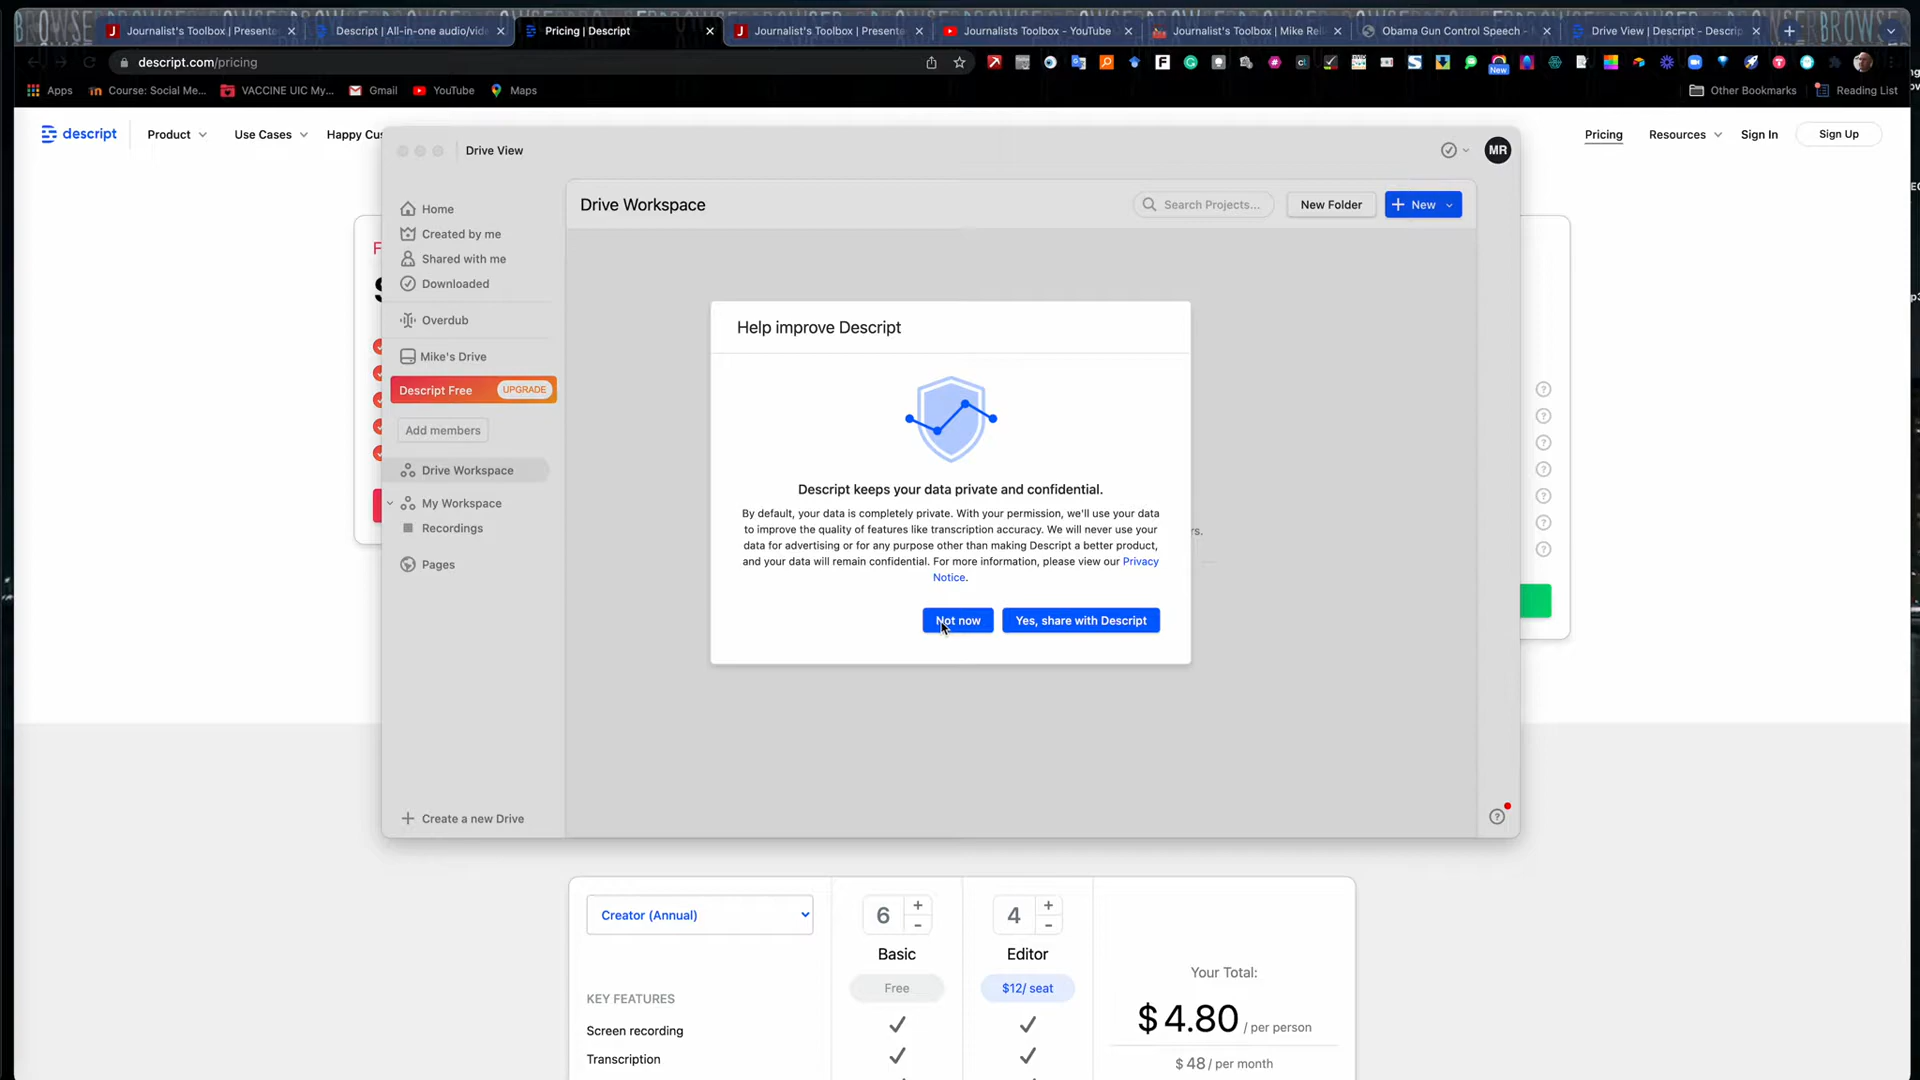 Journalist's Toolbox | Presente
Descript | All-in-one audio/vide
Pricing | Descript
Journalist's Toolbox | Presente
Journalists Toolbox - YouTube
Journalist's Toolbox | Mike Rei
Obama Gun Control Speech -
Drive View | Descript - Descrip
descript.com/pricing
New
Apps
Course: Social Me...
VACCINE UIC My...
Gmail
YouTube
Maps
Other Bookmarks
Reading List
descript
Product
Use Cases
Happy Cus
Pricing
Resources
Sign In
Sign Up
Drive View
MR
Home
Created by me
Shared with me
Downloaded
Overdub
Mike's Drive
Descript Free
UPGRADE
Add members
Drive Workspace
My Workspace
Recordings
Pages
Create a new Drive
Drive Workspace
Search Projects...
New Folder
New
Help improve Descript
Descript keeps your data private and confidential.
By default, your data is completely private. With your permission, we'll use your data
to improve the quality of features like transcription accuracy. We will never use your
data for advertising or for any purpose other than making Descript a better product,
and your data will remain confidential. For more information, please view our Privacy
Notice.
Not now
Yes, share with Descript
rs.
Creator (Annual)
6
+
-
Basic
Free
4
+
-
Editor
$12/ seat
KEY FEATURES
Screen recording
Transcription
Your Total:
$4.80 / per person
$48 / per month